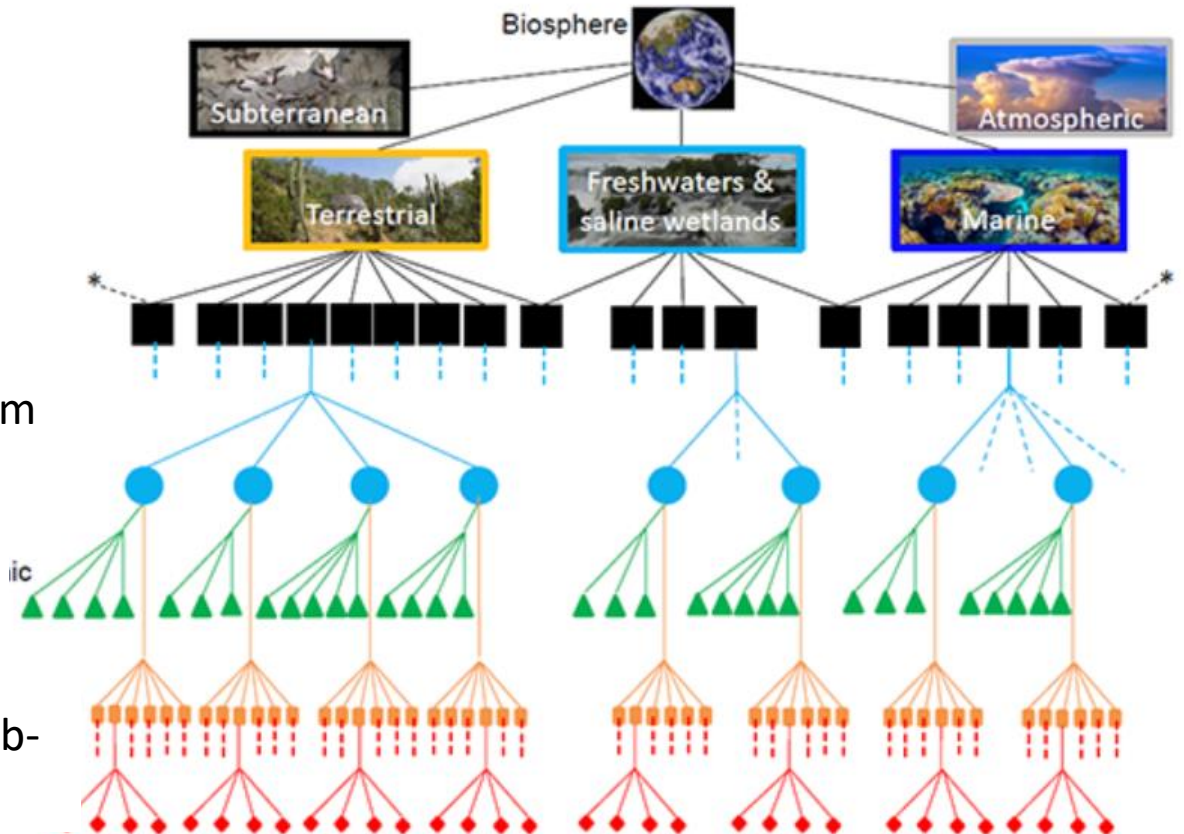 Biosphere
Subterranean
Atmospheric
Terrestrial
Freshwaters &
saline wetlands
Marine
*
*
m
ic
b-